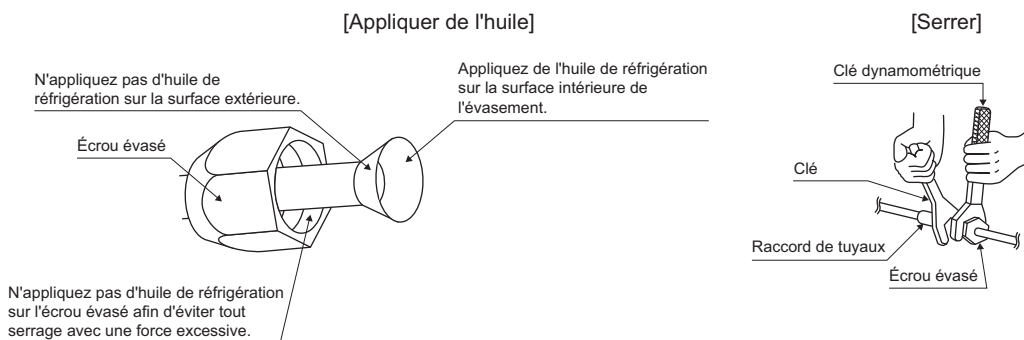 [Appliquer de l'huile]
N'appliquez pas d'huile de
réfrigération sur la surface extérieure.
Appliquez de l'huile de réfrigération
sur la surface intérieure de
l'évasement.
Écrou évasé
N'appliquez pas d'huile de réfrigération
sur l'écrou évasé afin d'éviter tout
serrage avec une force excessive.
[Serrer]
Clé dynamométrique
Clé
Raccord de tuyaux
Écrou évasé